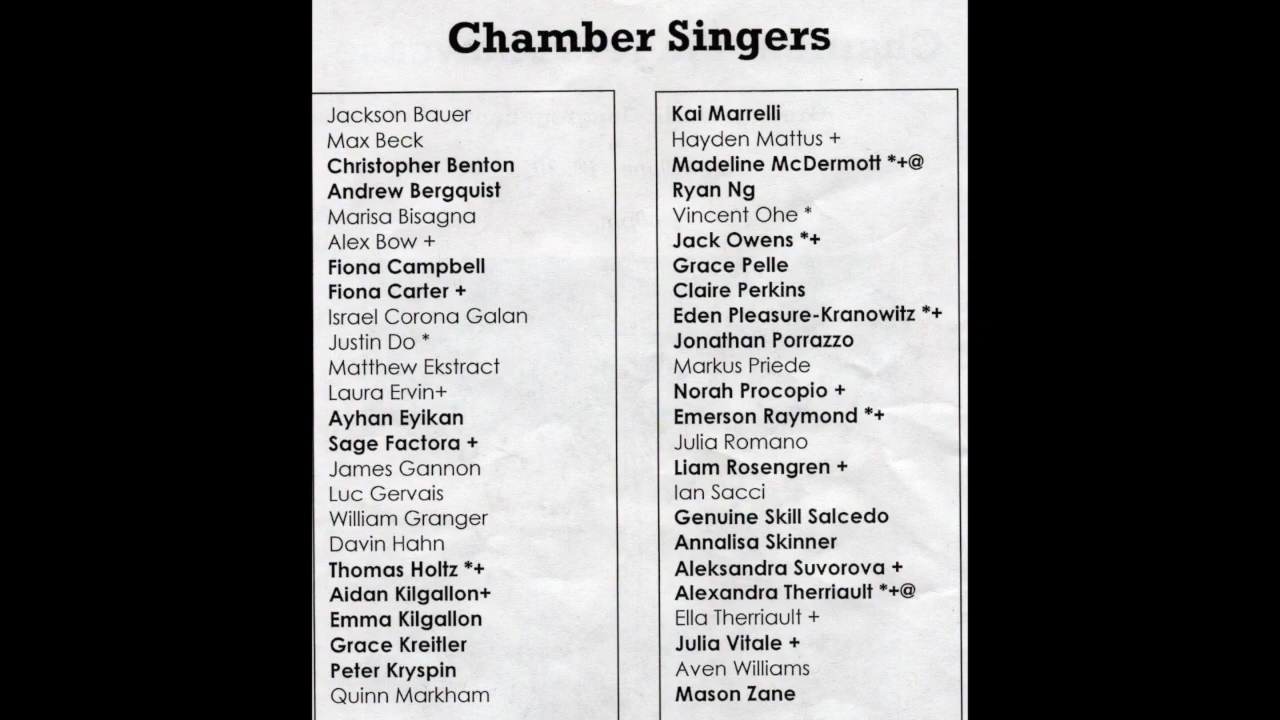 Chamber Singers
Jackson Bauer
Max Beck
Christopher Benton
Andrew Bergquist
Marisa Bisagna
Alex Bow +
Fiona Campbell
Fiona Carter +
Israel Corona Galan
Justin Do *
Matthew Ekstract
Laura Ervin+
Ayhan Eyikan
Sage Factora +
James Gannon
Luc Gervais
William Granger
Davin Hahn
Thomas Holtz *+
Aidan Kilgallon+
Emma Kilgallon
Grace Kreitler
Peter Kryspin
Quinn Markham
Kai Marrelli
Hayden Mattus +
Madeline McDermott *+@
Ryan Ng
Vincent Ohe *
Jack Owens *+
Grace Pelle
Claire Perkins
Eden Pleasure-Kranowitz *+
Jonathan Porrazzo
Markus Priede
Norah Procopio +
Emerson Raymond *+
Julia Romano
Liam Rosengren +
Ian Sacci
Genuine Skill Salcedo
Annalisa Skinner
Aleksandra Suvorova +
Alexandra Therriault *+@
Ella Therriault +
Julia Vitale +
Aven Williams
Mason Zane